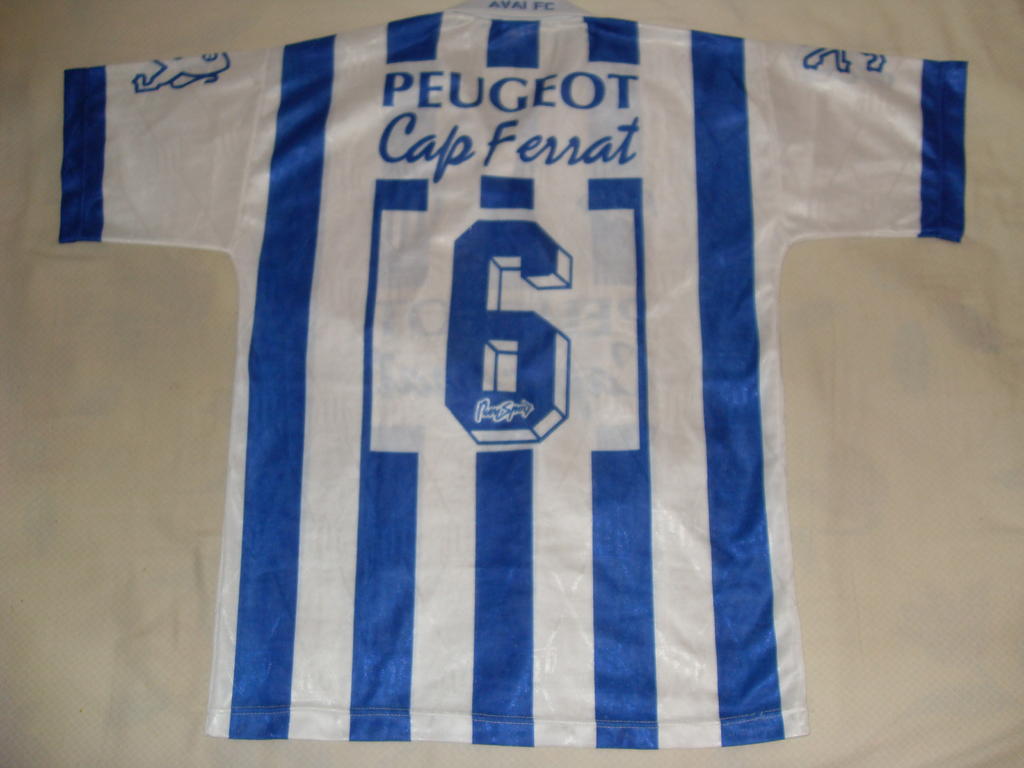 AVAI FC
PEUGEOT
Cap Ferrat
6